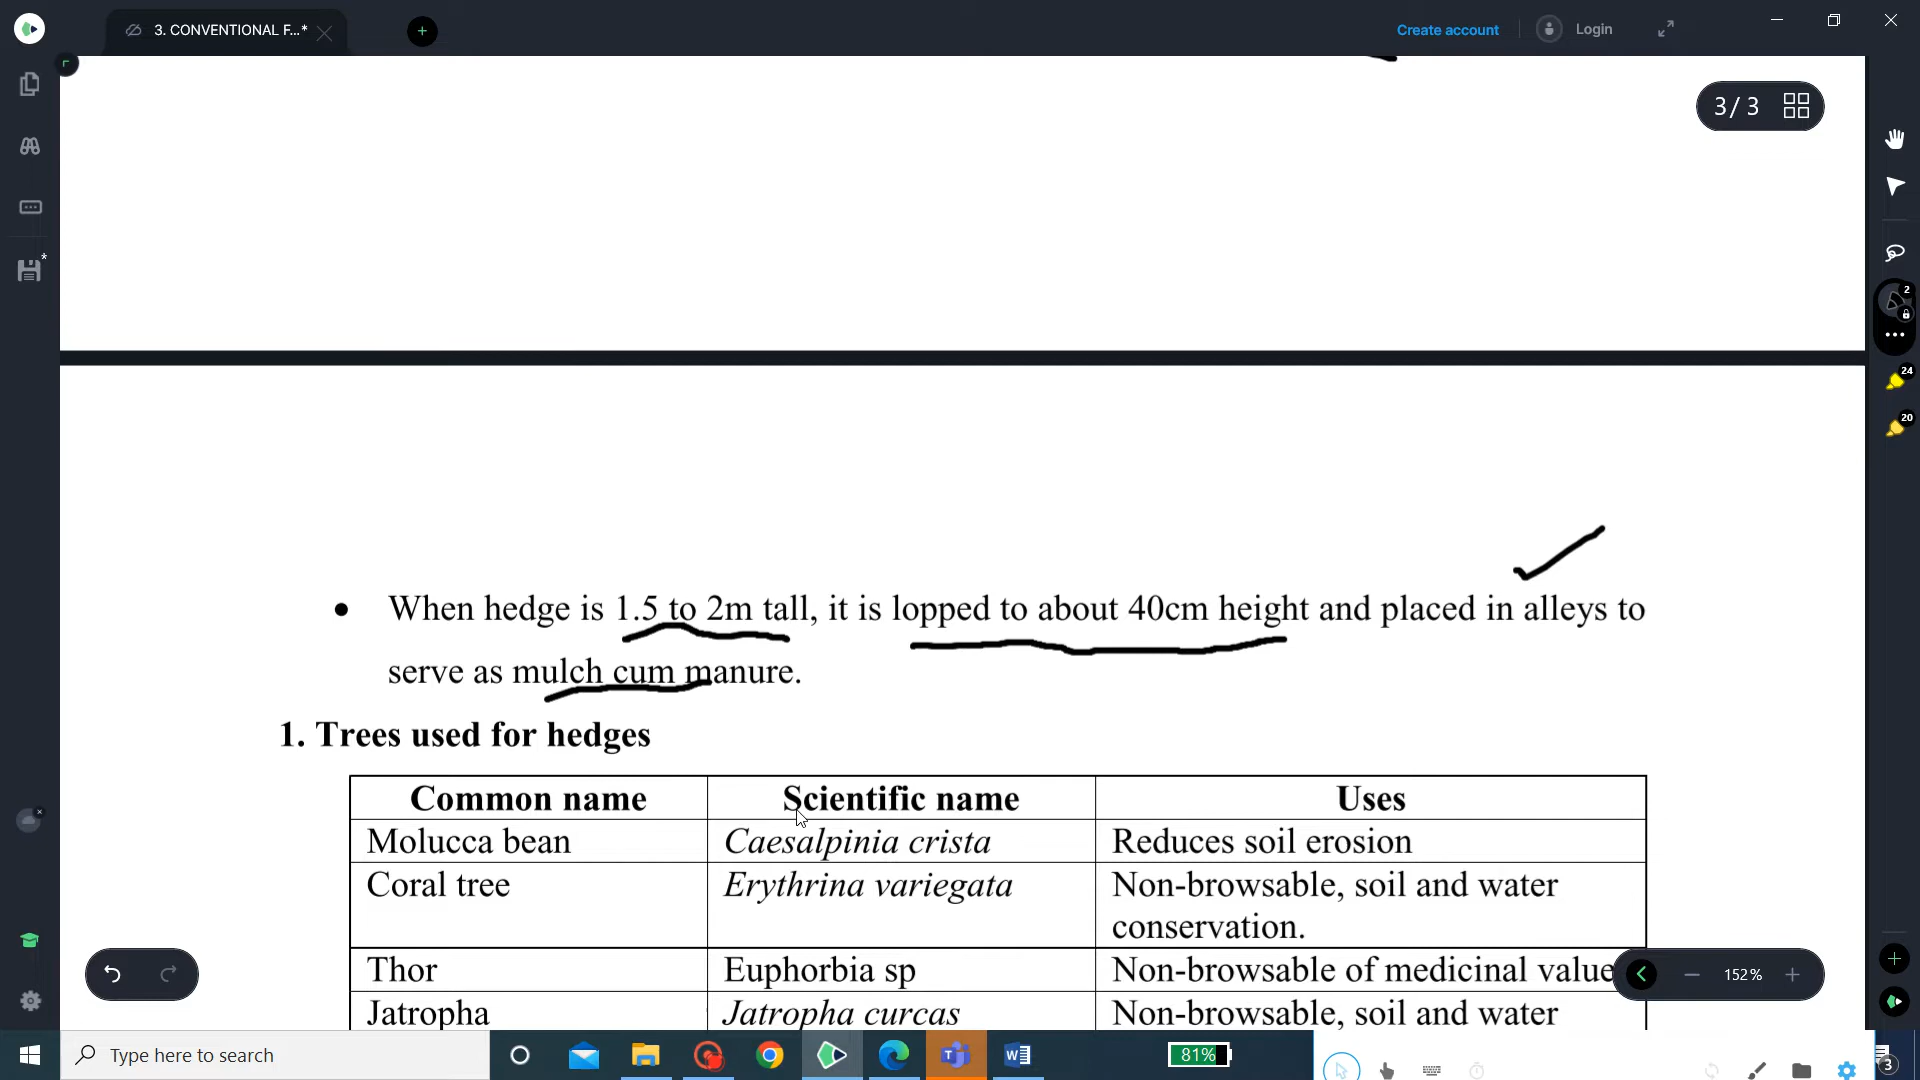 3. CONVENTIONAL F...*
Create account
Login
3/ 3
2
24
20
• When hedge is 1.5 to 2m tall, it is lopped to about 40cm height and placed in alleys to
serve as mulch cum manure.
1. Trees used for hedges
Common name Scientific name Uses
Molucca bean Caesalpinia crista Reduces soil erosion
Coral tree Erythrina variegata Non-browsable, soil and water
conservation.
Thor Euphorbia sp Non-browsable of medicinal value
Jatropha Jatropha curcas Non-browsable, soil and water
152%
Type here to search
81%
3